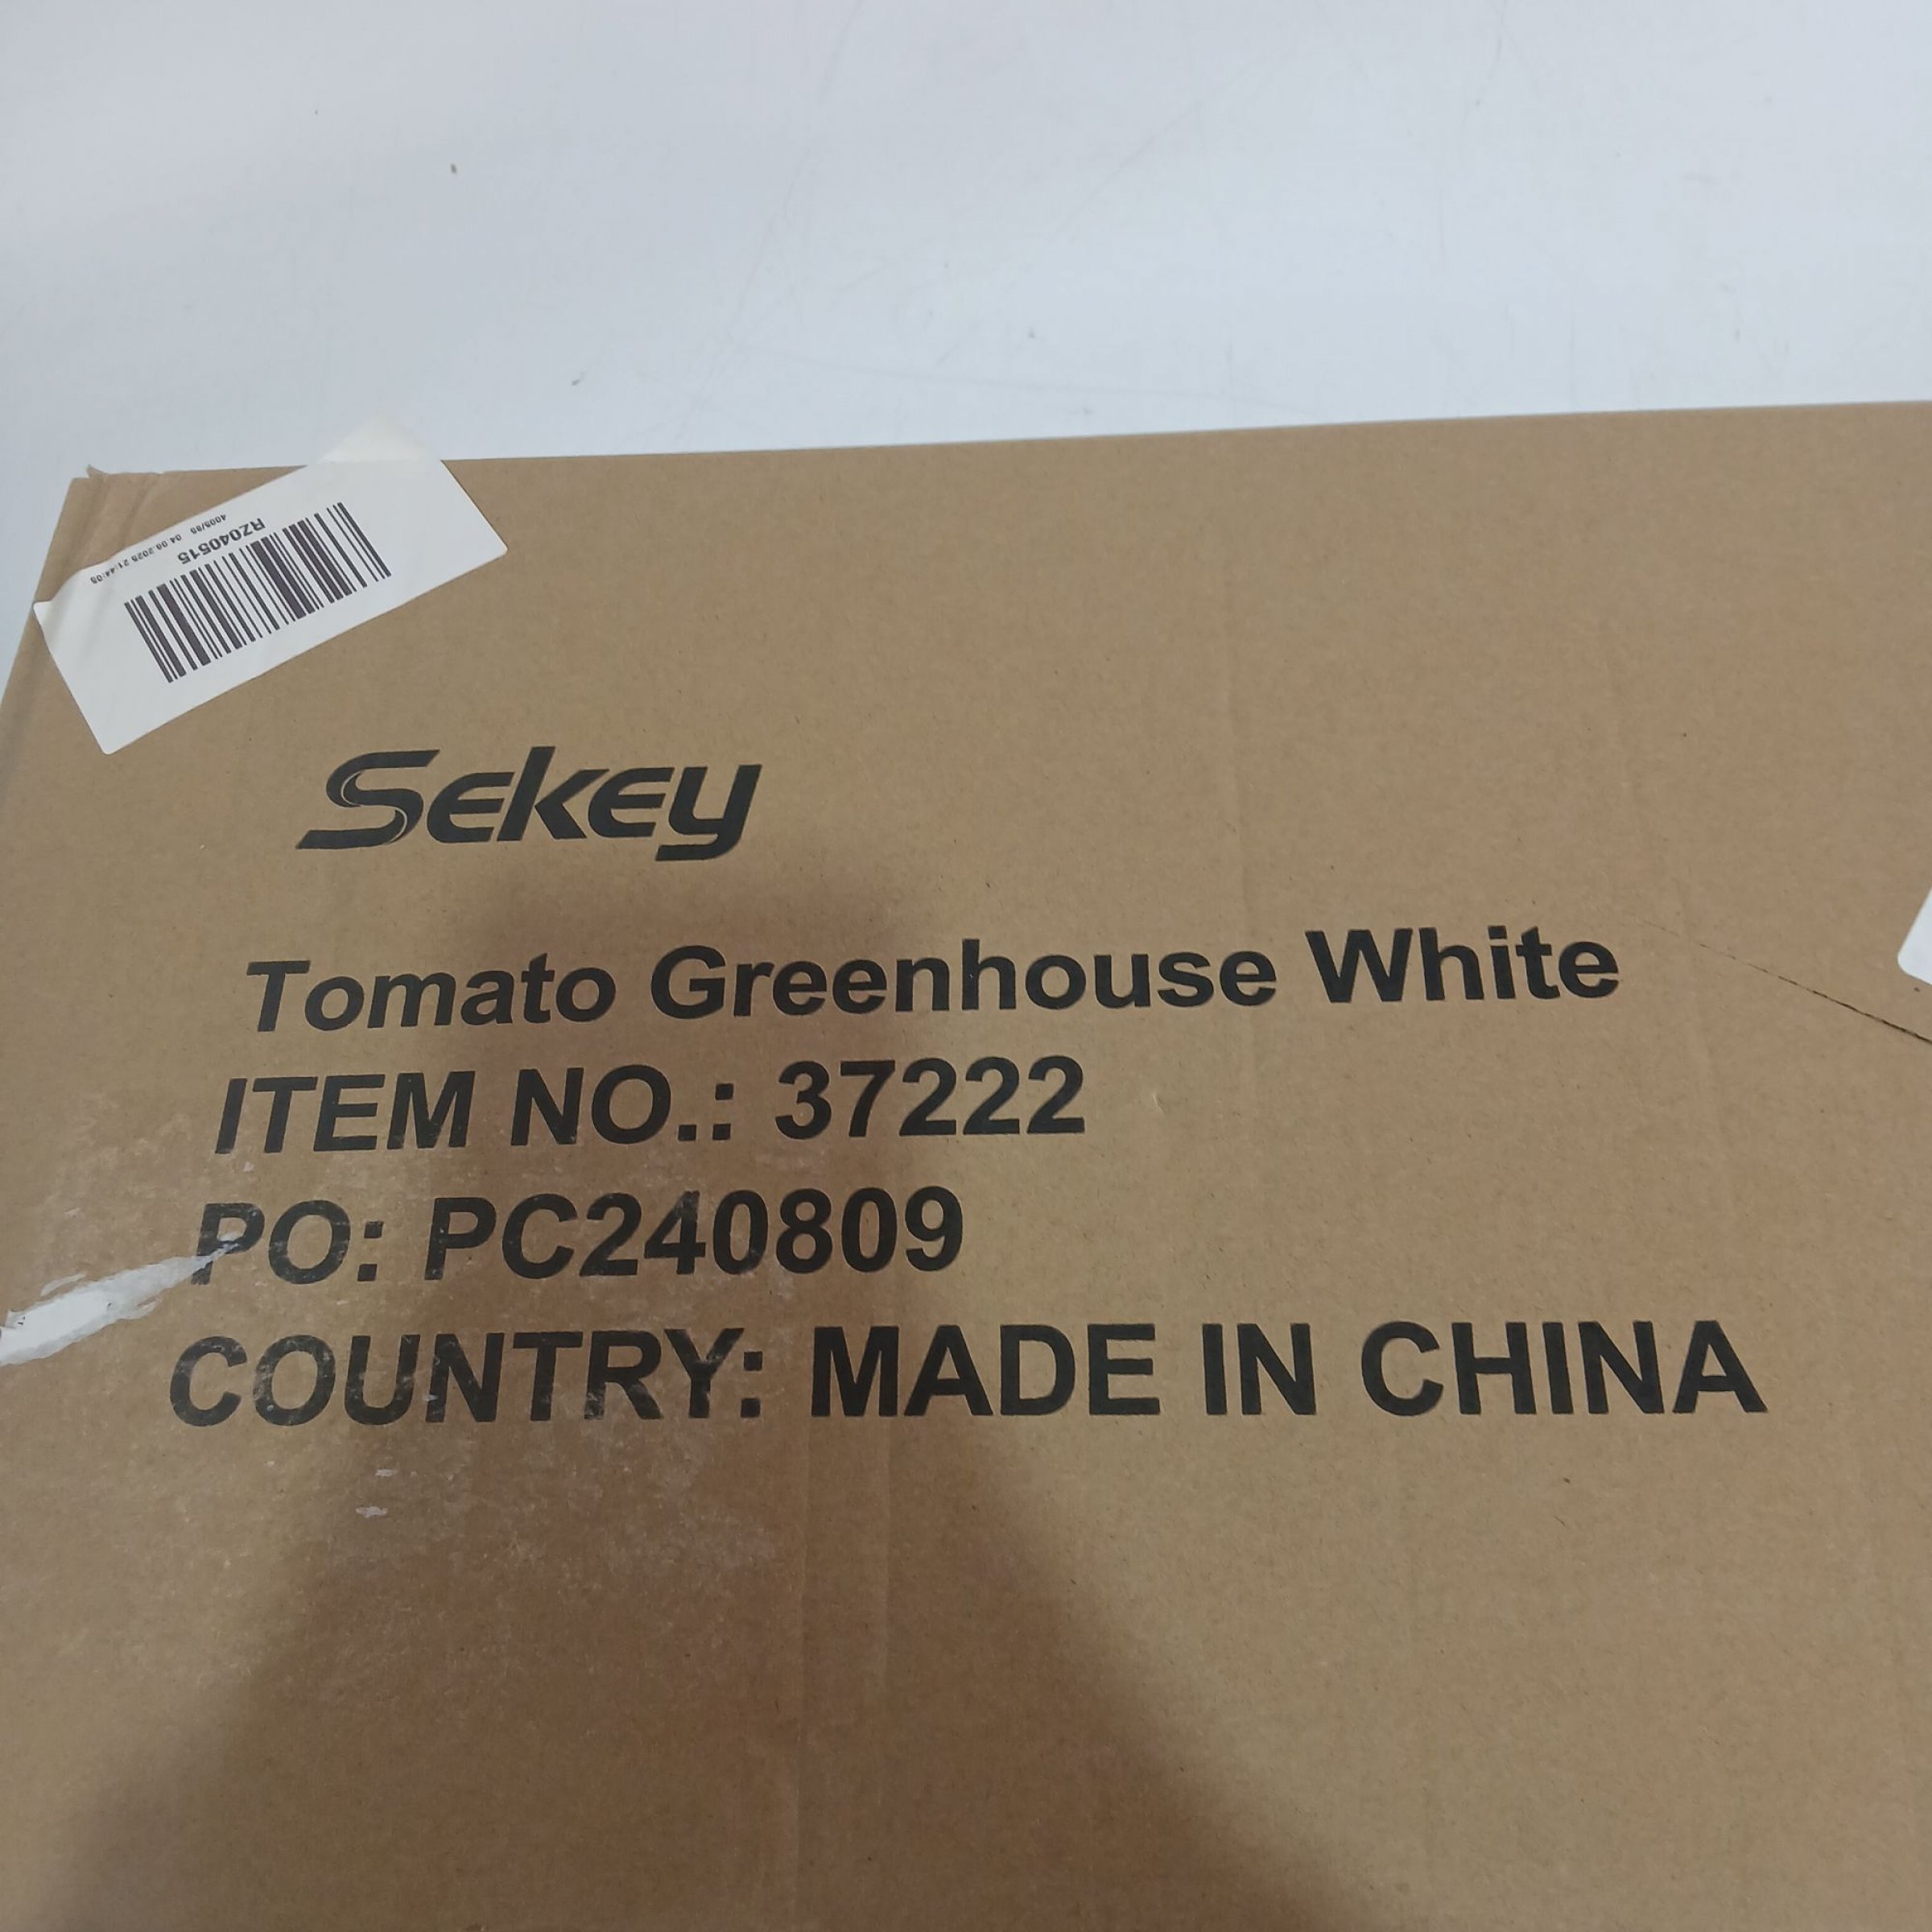 RZ040515
Sekey
Tomato Greenhouse White
ITEM NO.: 37222
PO: PC240809
COUNTRY: MADE IN CHINA